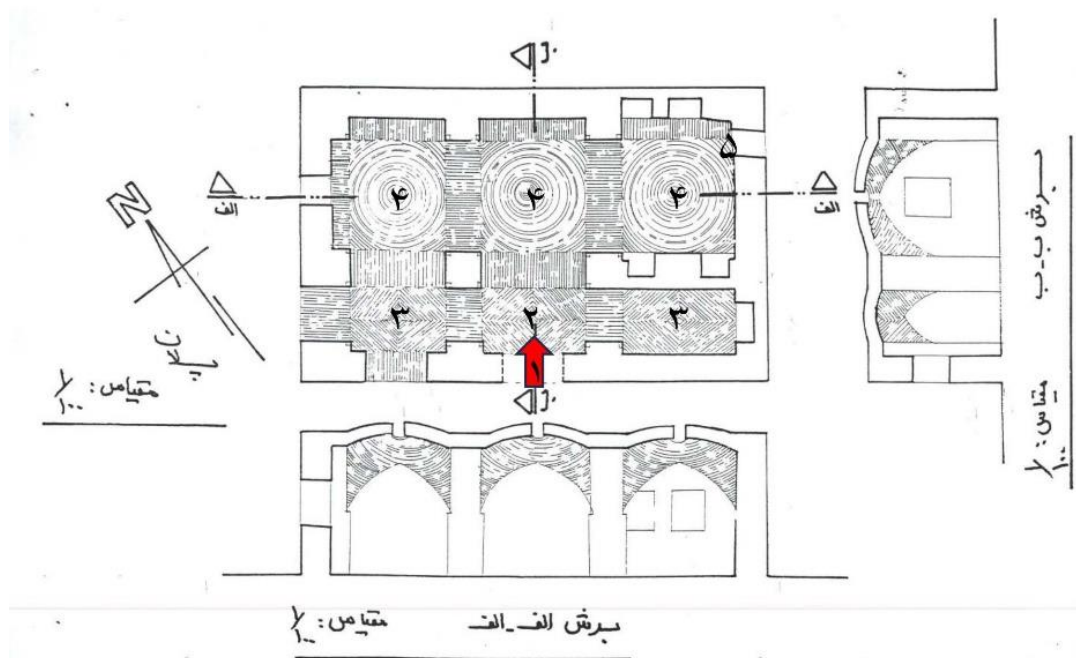 ب
الف
الف
۴ ۴ ۴
۵
۳ ۲ ۳
۱
ب
N
پلان
مقیاس: ۱/۱۰۰
برش ب-ب
مقیاس: ۱/۱۰۰
برش الف-الف
مقیاس: ۱/۱۰۰